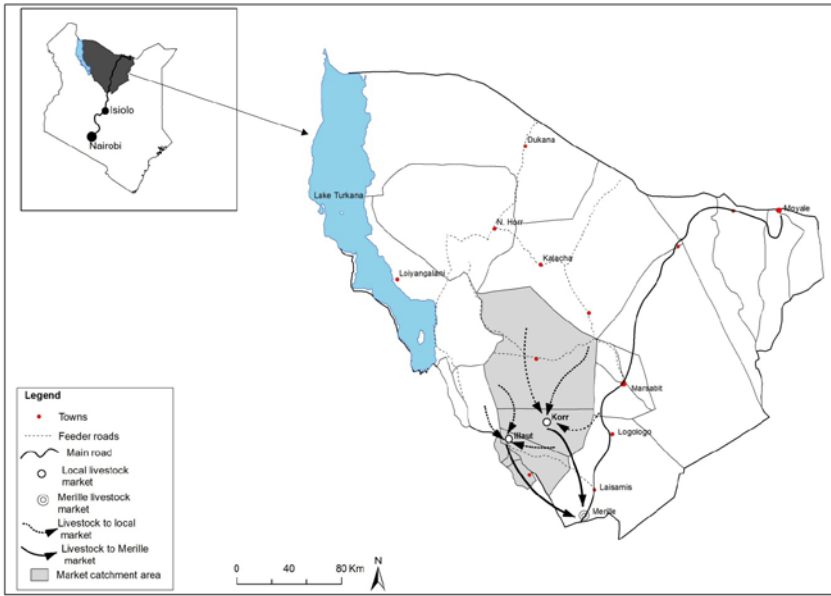 Isiolo
Nairobi
Dukana
Lake Turkana
Moyale
N. Horr
Kalacha
Loiyangalani
Marsabit
Korr
Illaut
Logologo
Laisamis
Merille
Legend
Towns
Feeder roads
Main road
Local livestock
market
Merille livestock
market
Livestock to local
market
Livestock to Merille
market
Market catchment area
0 40 80 Km
N